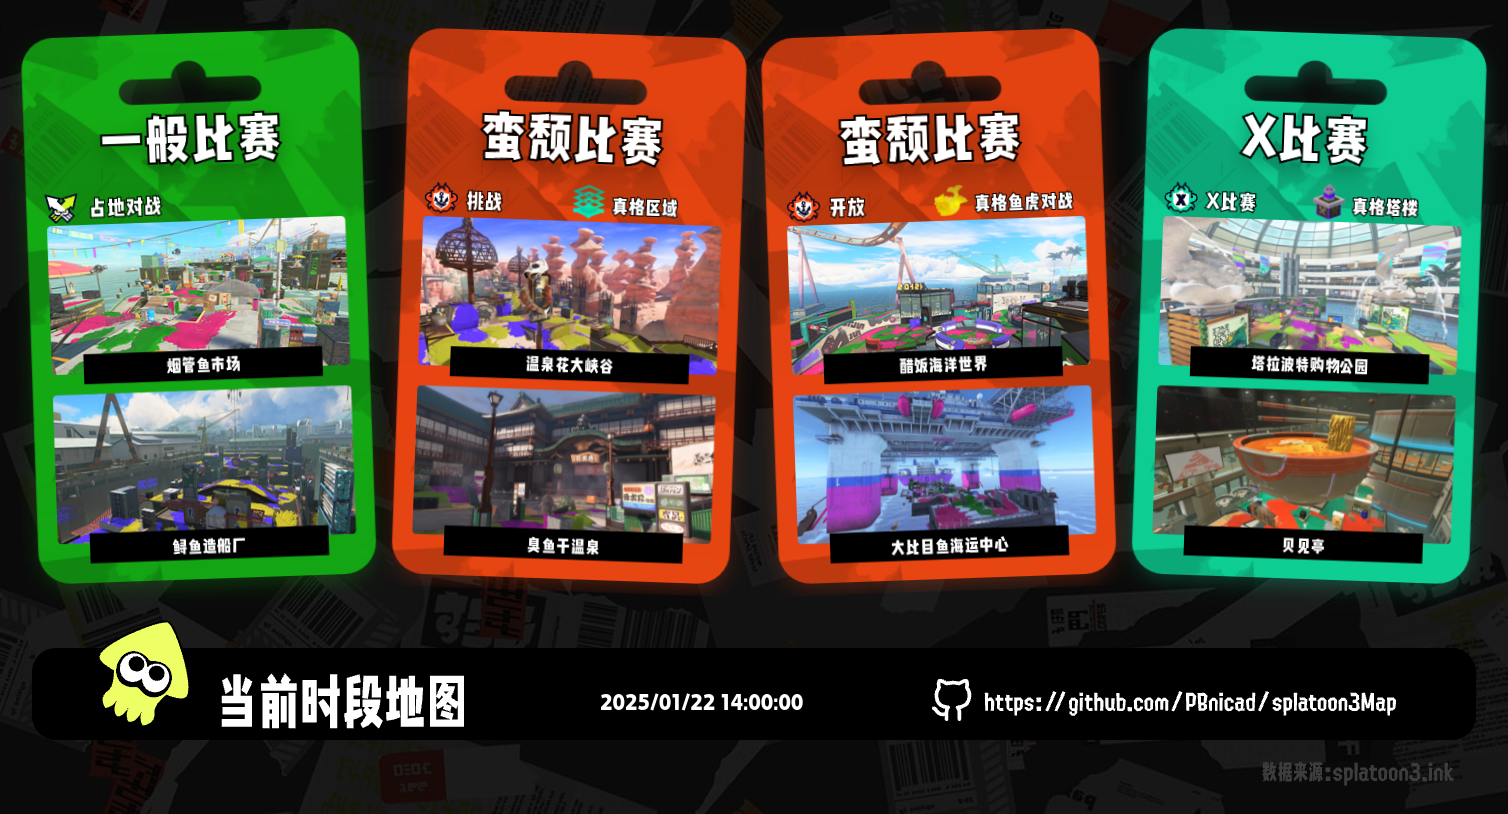 一般比赛
占地对战
烟管鱼市场
鲟鱼造船厂
蛮颓比赛
挑战
真格区域
温泉花大峡谷
臭鱼干温泉
蛮颓比赛
开放
真格鱼虎对战
醋饭海洋世界
大比目鱼海运中心
X比赛
X比赛
真格塔楼
塔拉波特购物公园
贝见亭
当前时段地图
2025/01/22 14:00:00
https://github.com/PBnicad/splatoon3Map
数据来源:splatoon3.ink